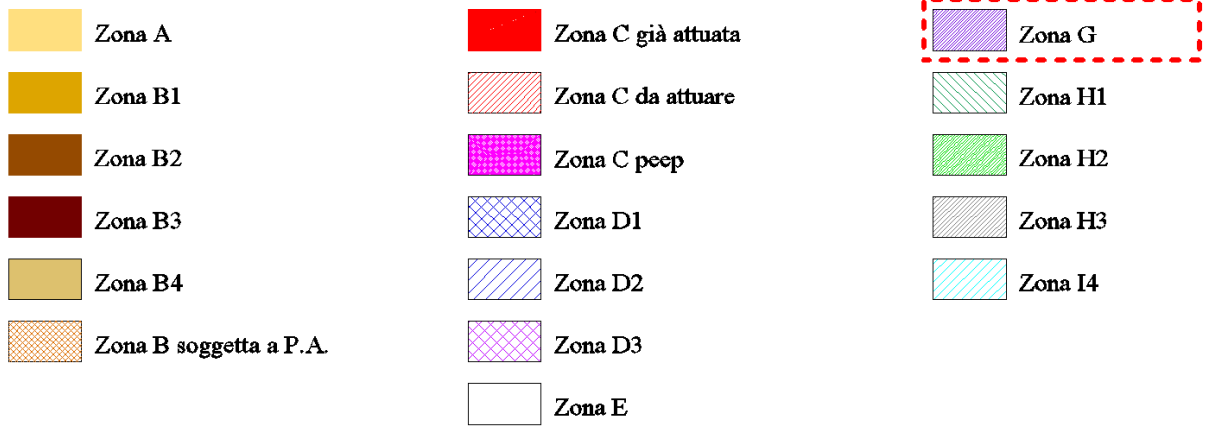 Zona A
Zona B1
Zona B2
Zona B3
Zona B4
Zona B soggetta a P.A.
Zona C già attuata
Zona C da attuare
Zona C peep
Zona D1
Zona D2
Zona D3
Zona E
Zona G
Zona H1
Zona H2
Zona H3
Zona I4